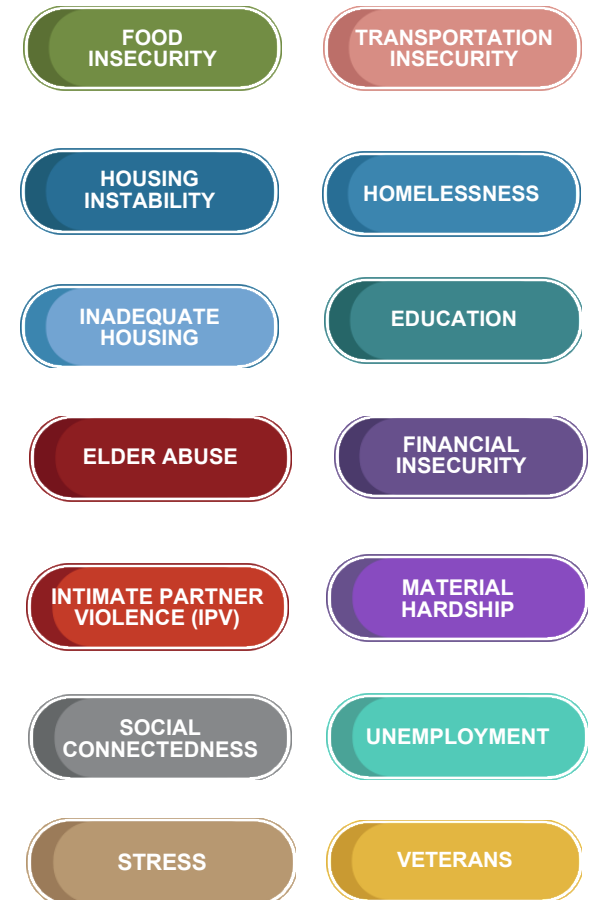 FOOD
INSECURITY
TRANSPORTATION
INSECURITY
HOUSING
INSTABILITY
HOMELESSNESS
INADEQUATE
HOUSING
EDUCATION
ELDER ABUSE
FINANCIAL
INSECURITY
INTIMATE PARTNER
VIOLENCE (IPV)
MATERIAL
HARDSHIP
SOCIAL
CONNECTEDNESS
UNEMPLOYMENT
STRESS
VETERANS